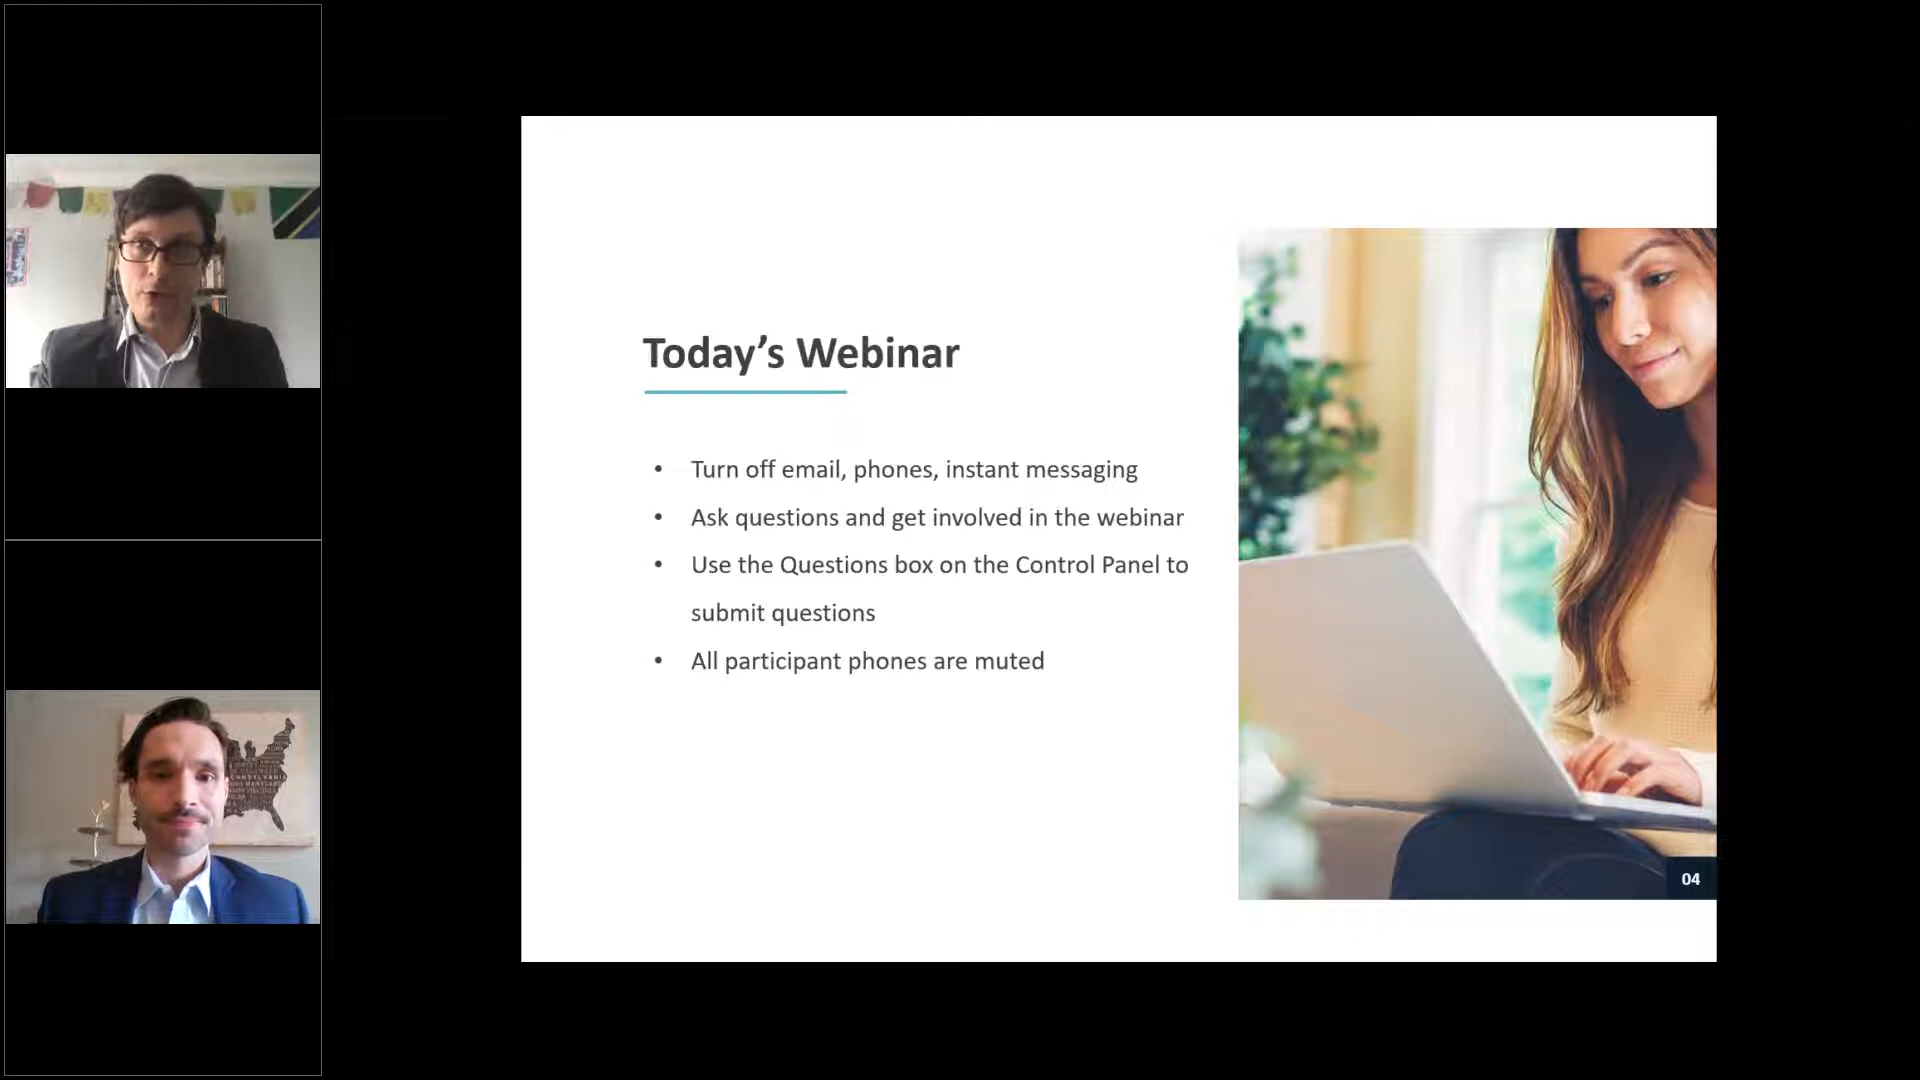 Today’s Webinar
• Turn off email, phones, instant messaging
• Ask questions and get involved in the webinar
• Use the Questions box on the Control Panel to
submit questions
• All participant phones are muted
04
PENNSYLVANIA